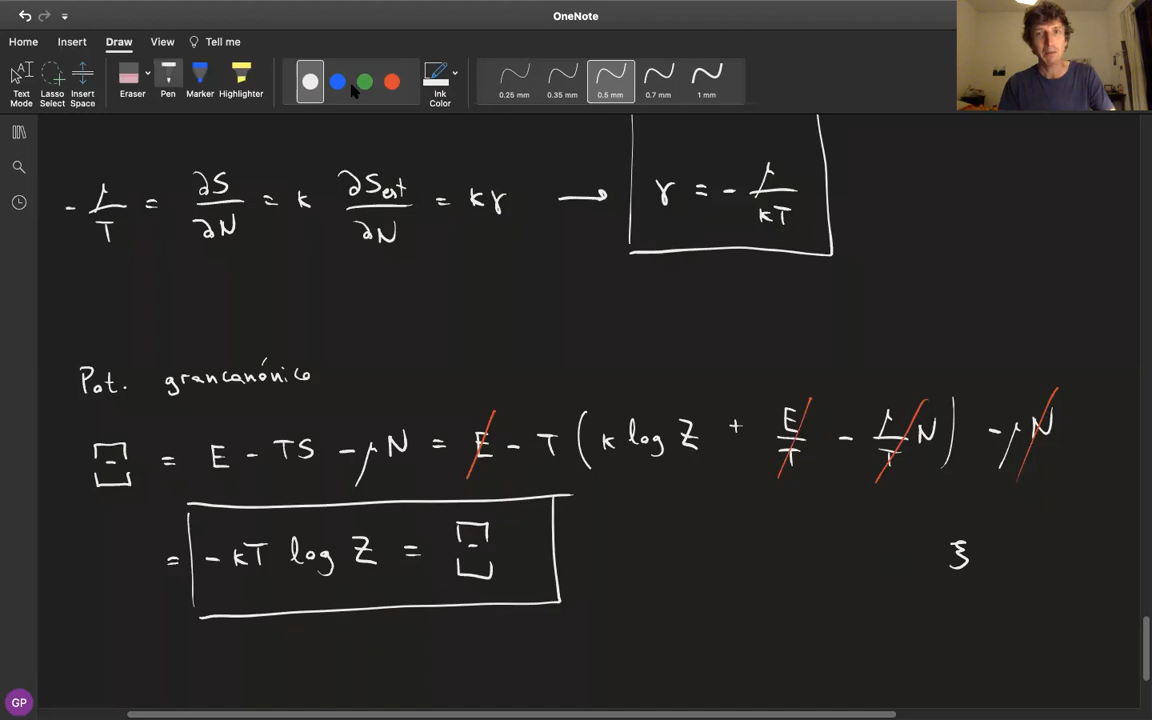 OneNote
Home Insert Draw View Tell me
Text Mode Lasso Select Insert Space Eraser Pen Marker Highlighter Ink Color 0.25 mm 0.35 mm 0.5 mm 0.7 mm 1 mm
- μ/T = ∂S/∂N = k ∂Sest/∂N = kγ → γ = - μ/kT
Pot. grancanónico
Ξ = E - TS - μN = E - T (k log Z + E/T - μ/T N) - μN
= - kT log Z = Ξ
ξ
GP